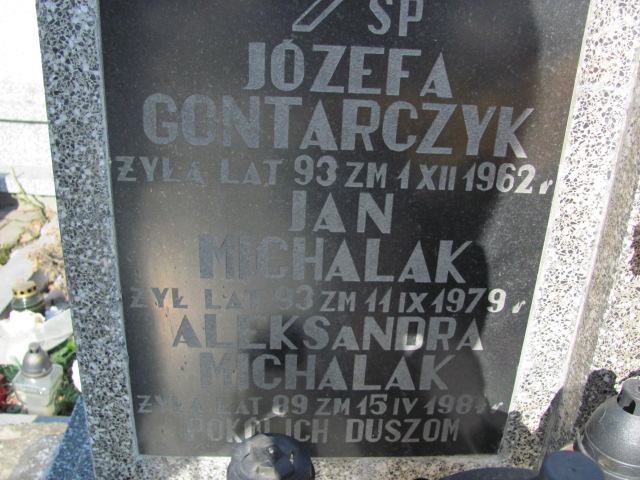 ŚP
JÓZEFA
GONTARCZYK
ŻYŁA LAT 93 ZM 1 XII 1962 r
JAN
MICHALAK
ŻYŁ LAT 93 ZM 11 IX 1979 r
ALEKSANDRA
MICHALAK
ŻYŁA LAT 89 ZM 15 IV
POKÓJ ICH DUSZOM